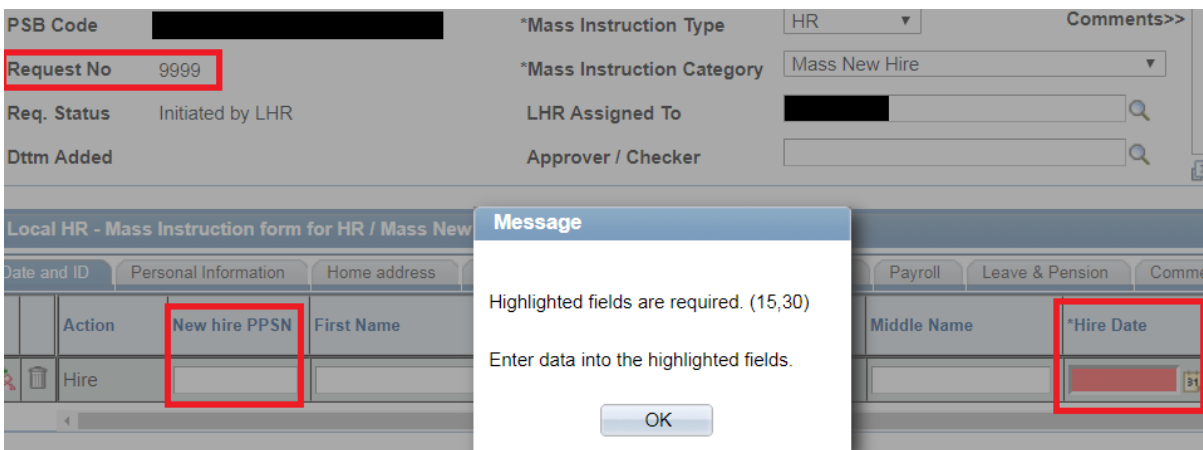 PSB Code *Mass Instruction Type HR Comments>>
Request No 9999 *Mass Instruction Category Mass New Hire
Req. Status Initiated by LHR LHR Assigned To
Dttm Added Approver / Checker
Local HR - Mass Instruction form for HR / Mass New
Message
Date and ID Personal Information Home address Payroll Leave & Pension Comme
Highlighted fields are required. (15,30)
Action New hire PPSN First Name Middle Name *Hire Date
Enter data into the highlighted fields.
Hire 31
OK